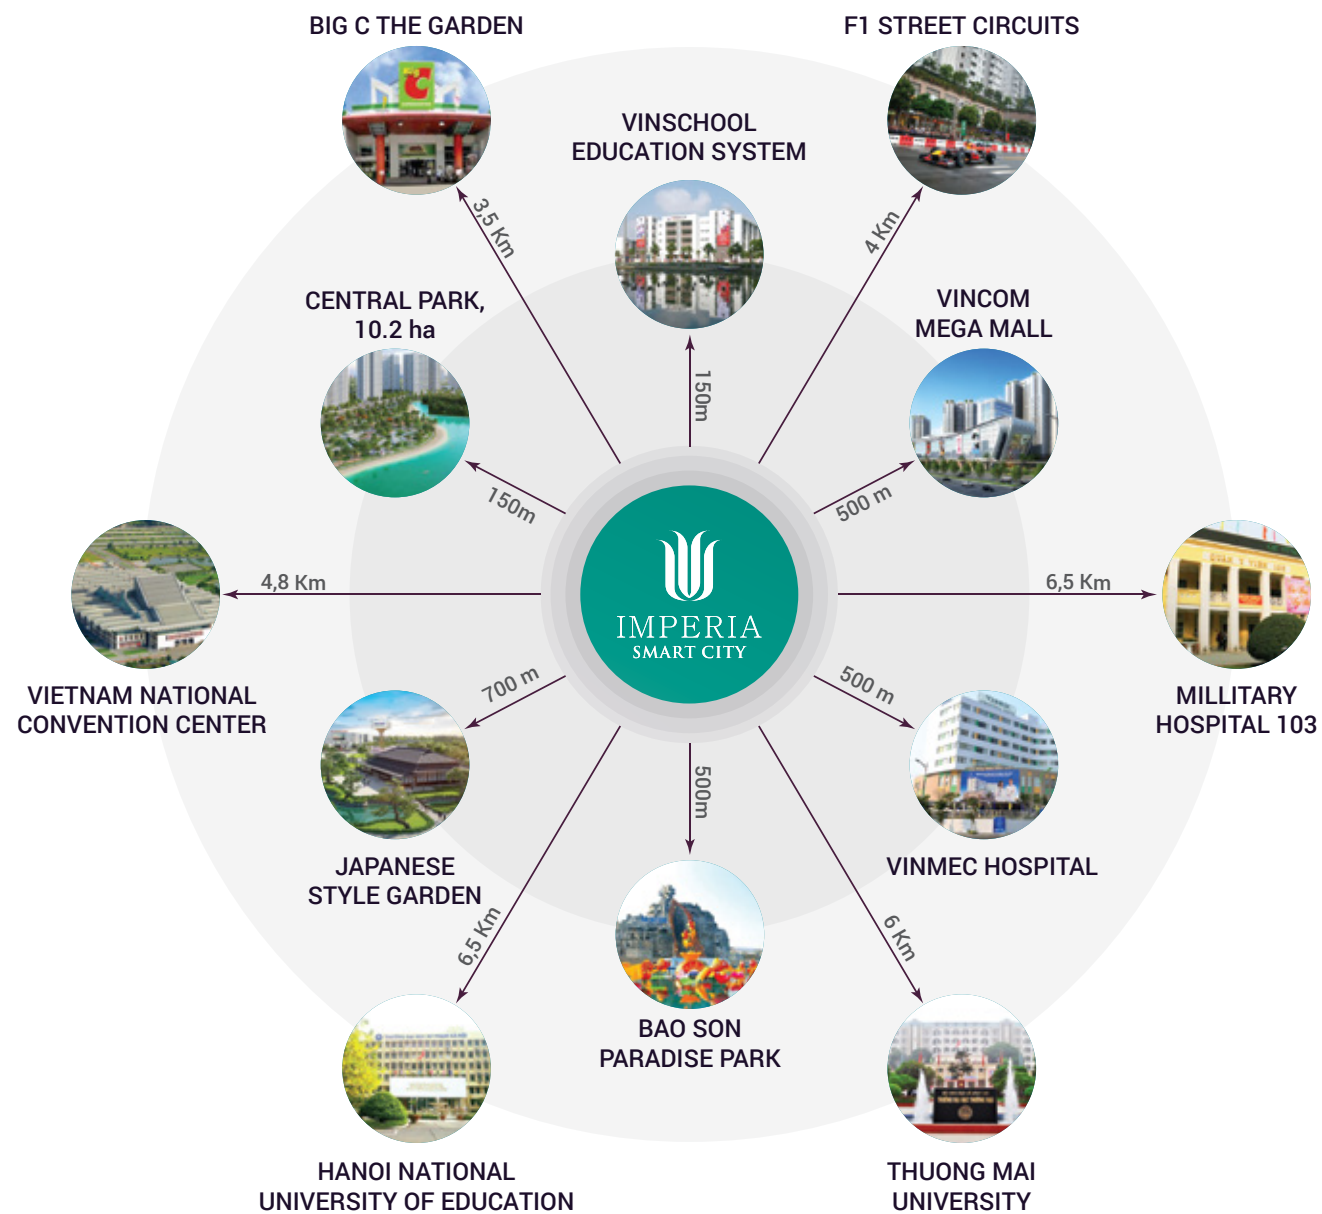 BIG C THE GARDEN
F1 STREET CIRCUITS
Big
C
VINSCHOOL
EDUCATION SYSTEM
3,5 Km
4 Km
CENTRAL PARK,
10.2 ha
VINCOM
MEGA MALL
150m
150m
500 m
IMPERIA
SMART CITY
4,8 Km
6,5 Km
VIETNAM NATIONAL
CONVENTION CENTER
MILLITARY
HOSPITAL 103
700 m
500 m
500m
JAPANESE
STYLE GARDEN
VINMEC HOSPITAL
6,5 Km
6 Km
BAO SON
PARADISE PARK
HANOI NATIONAL
UNIVERSITY OF EDUCATION
THUONG MAI
UNIVERSITY